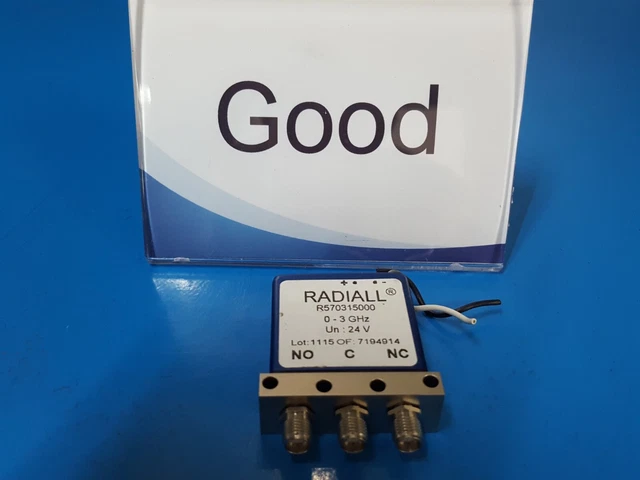 Good
+ -
RADIALL®
R570315000
0 - 3 GHz
Un : 24 V
Lot: 1115 OF: 7194914
NO C NC